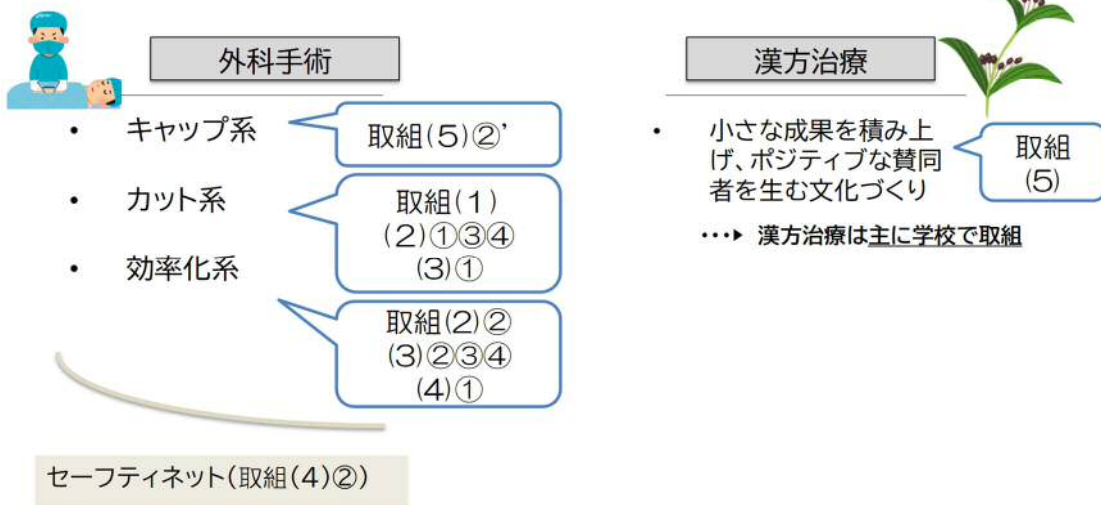 外科手術
・ キャップ系
取組(5)②’
・ カット系
取組(1)
(2)①③④
(3)①
・ 効率化系
取組(2)②
(3)②③④
(4)①
セーフティネット(取組(4)②)
漢方治療
・ 小さな成果を積み上
げ、ポジティブな賛同
者を生む文化づくり
取組
(5)
…▶ 漢方治療は主に学校で取組